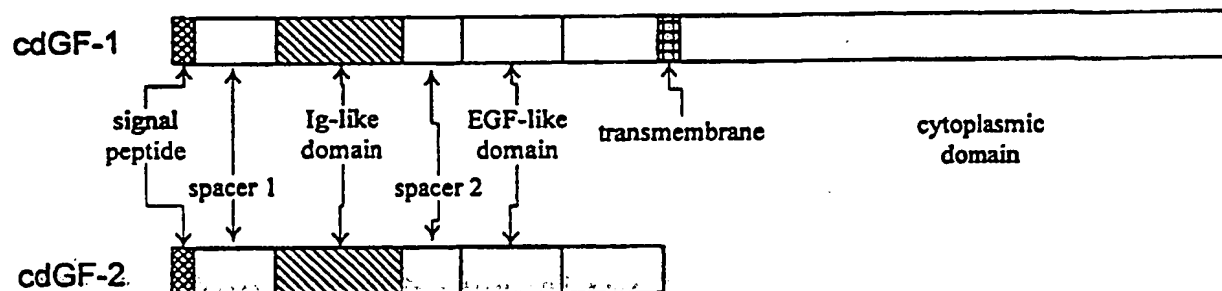 cdGF-1
signal
peptide
spacer 1
Ig-like
domain
spacer 2
EGF-like
domain
transmembrane
cytoplasmic
domain
cdGF-2